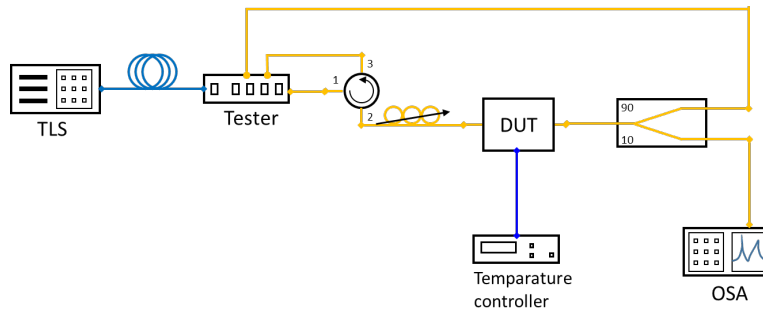 3
1
2
TLS
Tester
DUT
90
10
Temparature
controller
OSA